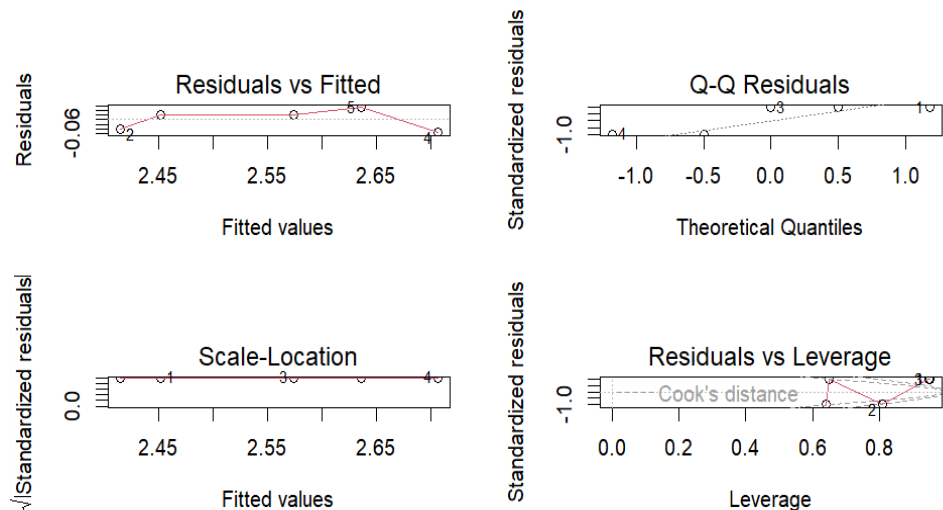 Residuals vs Fitted
Residuals
-0.06
2
5
4
2.45 2.55 2.65
Fitted values
Q-Q Residuals
Standardized residuals
-1.0
4
3
1
-1.0 -0.5 0.0 0.5 1.0
Theoretical Quantiles
Scale-Location
√|Standardized residuals|
0.0
1
3
4
2.45 2.55 2.65
Fitted values
Residuals vs Leverage
Standardized residuals
-1.0
Cook's distance
2
3
0.0 0.2 0.4 0.6 0.8
Leverage